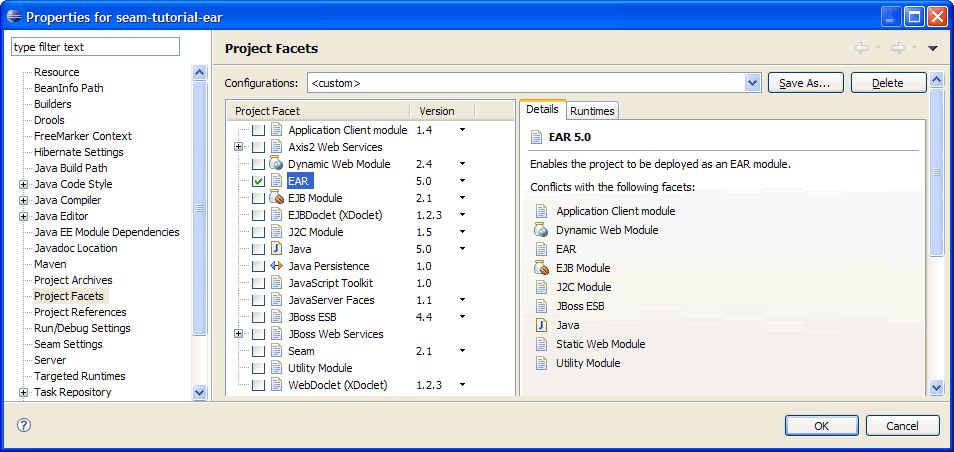 Properties for seam-tutorial-ear
type filter text
Resource
BeanInfo Path
Builders
Drools
FreeMarker Context
Hibernate Settings
Java Build Path
Java Code Style
Java Compiler
Java Editor
Java EE Module Dependencies
Javadoc Location
Maven
Project Archives
Project Facets
Project References
Run/Debug Settings
Seam Settings
Server
Targeted Runtimes
Task Repository
Project Facets
Configurations: <custom> Save As... Delete
Project Facet Version
Application Client module 1.4
Axis2 Web Services
Dynamic Web Module 2.4
EAR 5.0
EJB Module 2.1
EJBDoclet (XDoclet) 1.2.3
J2C Module 1.5
Java 5.0
Java Persistence 1.0
JavaScript Toolkit 1.0
JavaServer Faces 1.1
JBoss ESB 4.4
JBoss Web Services
Seam 2.1
Utility Module
WebDoclet (XDoclet) 1.2.3
Details Runtimes
EAR 5.0
Enables the project to be deployed as an EAR module.
Conflicts with the following facets:
Application Client module
Dynamic Web Module
EAR
EJB Module
J2C Module
JBoss ESB
Java
Static Web Module
Utility Module
? OK Cancel